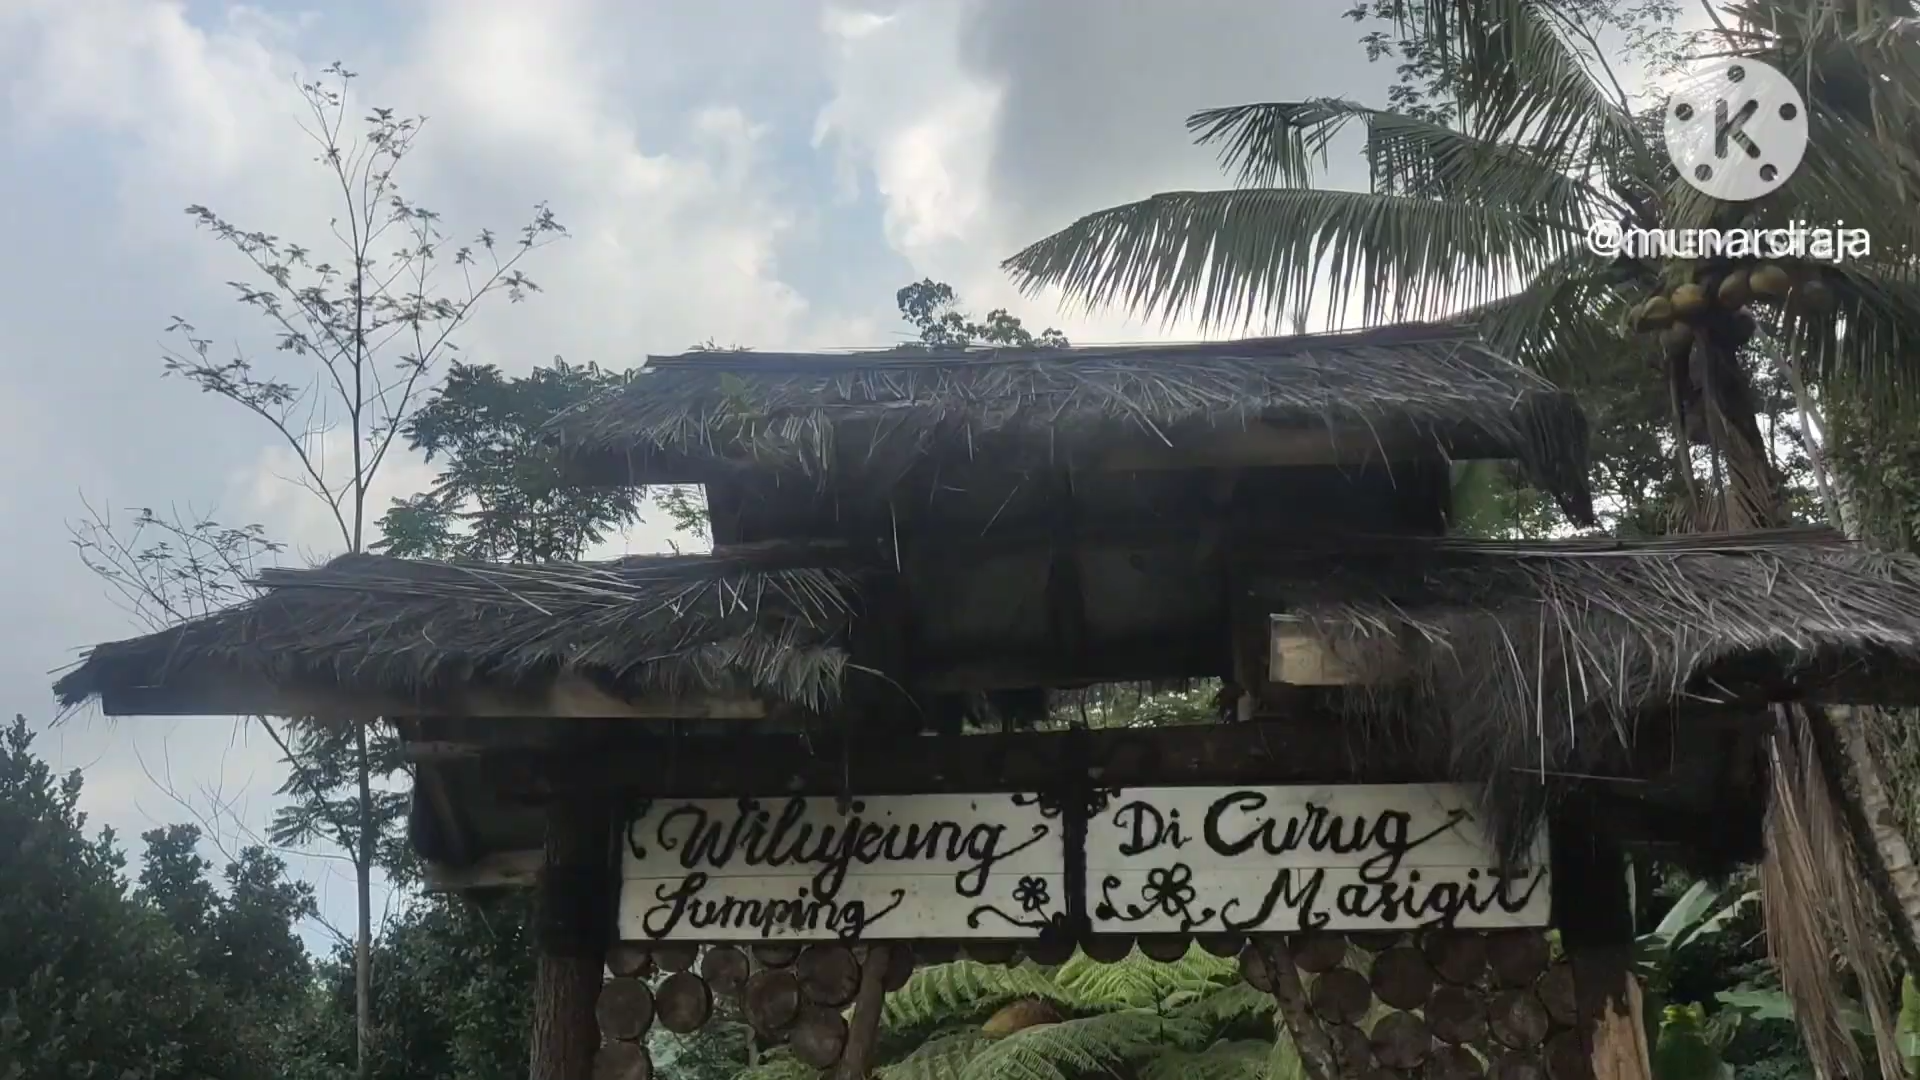 K
@munardiaja
Wilujeung
Sumping
Di Curug
Masigit